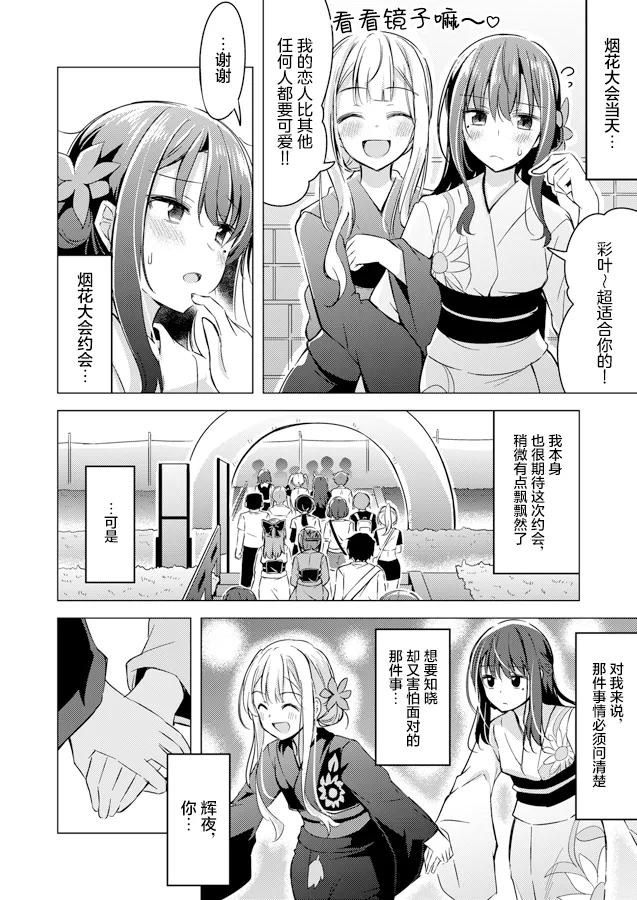 烟花大会当天…
看看镜子嘛～♡
彩叶～超适合你的！
我的恋人比其他
任何人都要可爱!!
…谢谢
烟花大会约会…
我本身
也很期待这次约会，
稍微有点飘飘然了
…可是
对我来说，
那件事情必须问清楚
想要知晓
却又害怕面对的
那件事…
辉夜，
你…